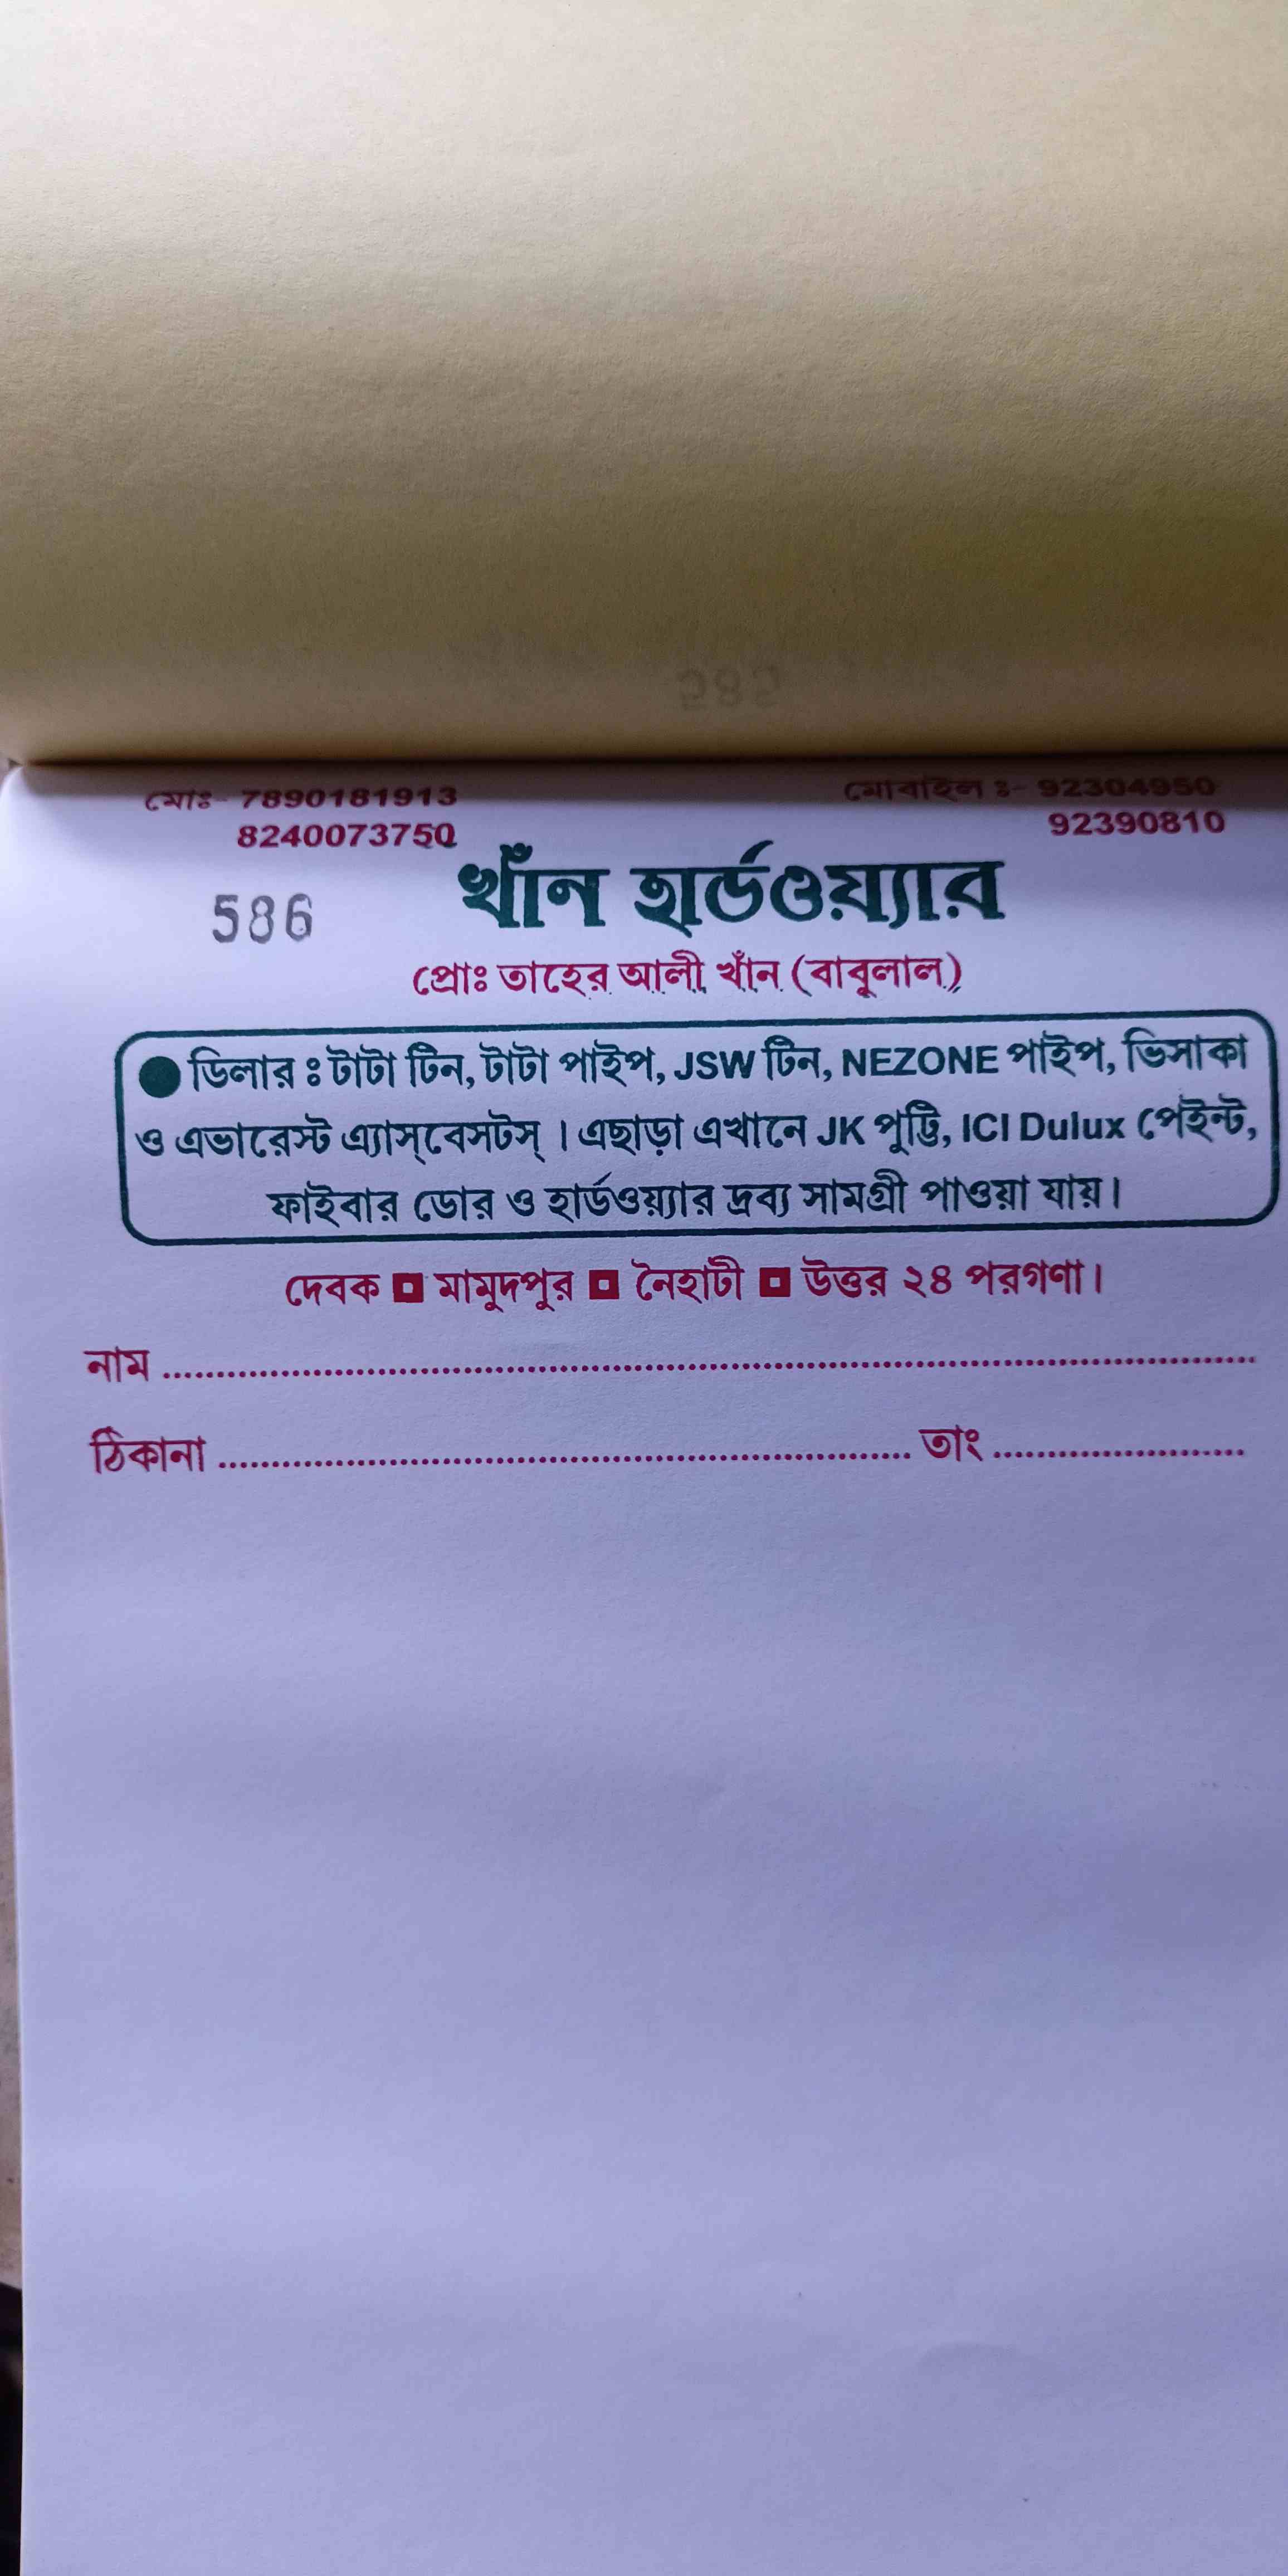 মোঃ- 7890181913
8240073750
মোবাইল ঃ- 92304950
92390810
586
খাঁন হার্ডওয়্যার
প্রোঃ তাহের আলী খাঁন (বাবুলাল)
● ডিলার ঃ টাটা টিন, টাটা পাইপ, JSW টিন, NEZONE পাইপ, ভিসাকা
ও এভারেস্ট এ্যাস্‌বেসটস্ । এছাড়া এখানে JK পুট্টি, ICI Dulux পেইন্ট,
ফাইবার ডোর ও হার্ডওয়্যার দ্রব্য সামগ্রী পাওয়া যায়।
দেবক ◘ মামুদপুর ◘ নৈহাটী ◘ উত্তর ২৪ পরগণা।
নাম ................................................................................
ঠিকানা .................................................. তাং ....................